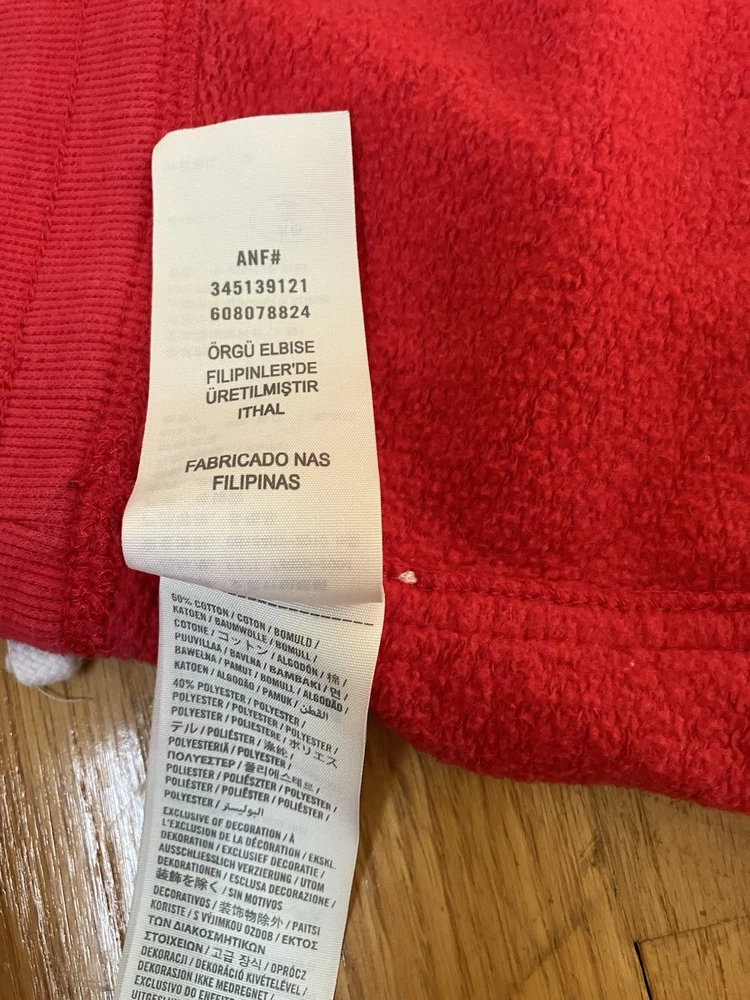 ANF#
345139121
608078824
ÖRGÜ ELBISE
FILIPINLER'DE
ÜRETILMIŞTIR
ITHAL
FABRICADO NAS
FILIPINAS
60% COTTON / COTON / BOMULD /
KATOEN / BAUMWOLLE / BOMULL /
COTONE / コットン / ALGODÓN / 棉 /
PUUVILLA / BAVLNA / ΒΑΜΒΑΚΙ / 면 /
BAWEŁNA / PAMUT / BOMULL / ALGODÃO /
KATOEN / ALGODÃO / PAMUK / القطن
40% POLYESTER / POLYESTER /
POLYESTER / POLYESTER / POLYESTER /
POLYESTER / POLIESTERE / ポリエス
テル / POLIÉSTER / 涤纶 /
POLYESTERIÄ / POLYESTER /
ΠΟΛΥΕΣΤΕΡ / 폴리에스테르 /
POLIESTER / POLIÉSZTER / POLYESTER /
POLIÉSTER / POLIËSTER / POLIÉSTER /
POLYESTER / البوليستر
EXCLUSIVE OF DECORATION / À
L'EXCLUSION DE LA DÉCORATION / EKSKL.
DEKORATION / EXCLUSIEF DECORATIE /
AUSSCHLIESSLICH VERZIERUNG / UTOM
DEKORATIONEN / ESCLUSA DECORAZIONE /
装飾を除く / SIN MOTIVOS
DECORATIVOS / 装饰物除外 / PAITSI
KORISTE / S VÝJIMKOU OZDOB / ΕΚΤΟΣ
ΤΩΝ ΔΙΑΚΟΣΜΗΤΙΚΩΝ
ΣΤΟΙΧΕΙΩΝ / 고급 장식 / OPRÓCZ
DEKORACJI / DEKORÁCIÓ KIVÉTELÉVEL /
DEKORASJON IKKE MEDREGNET /